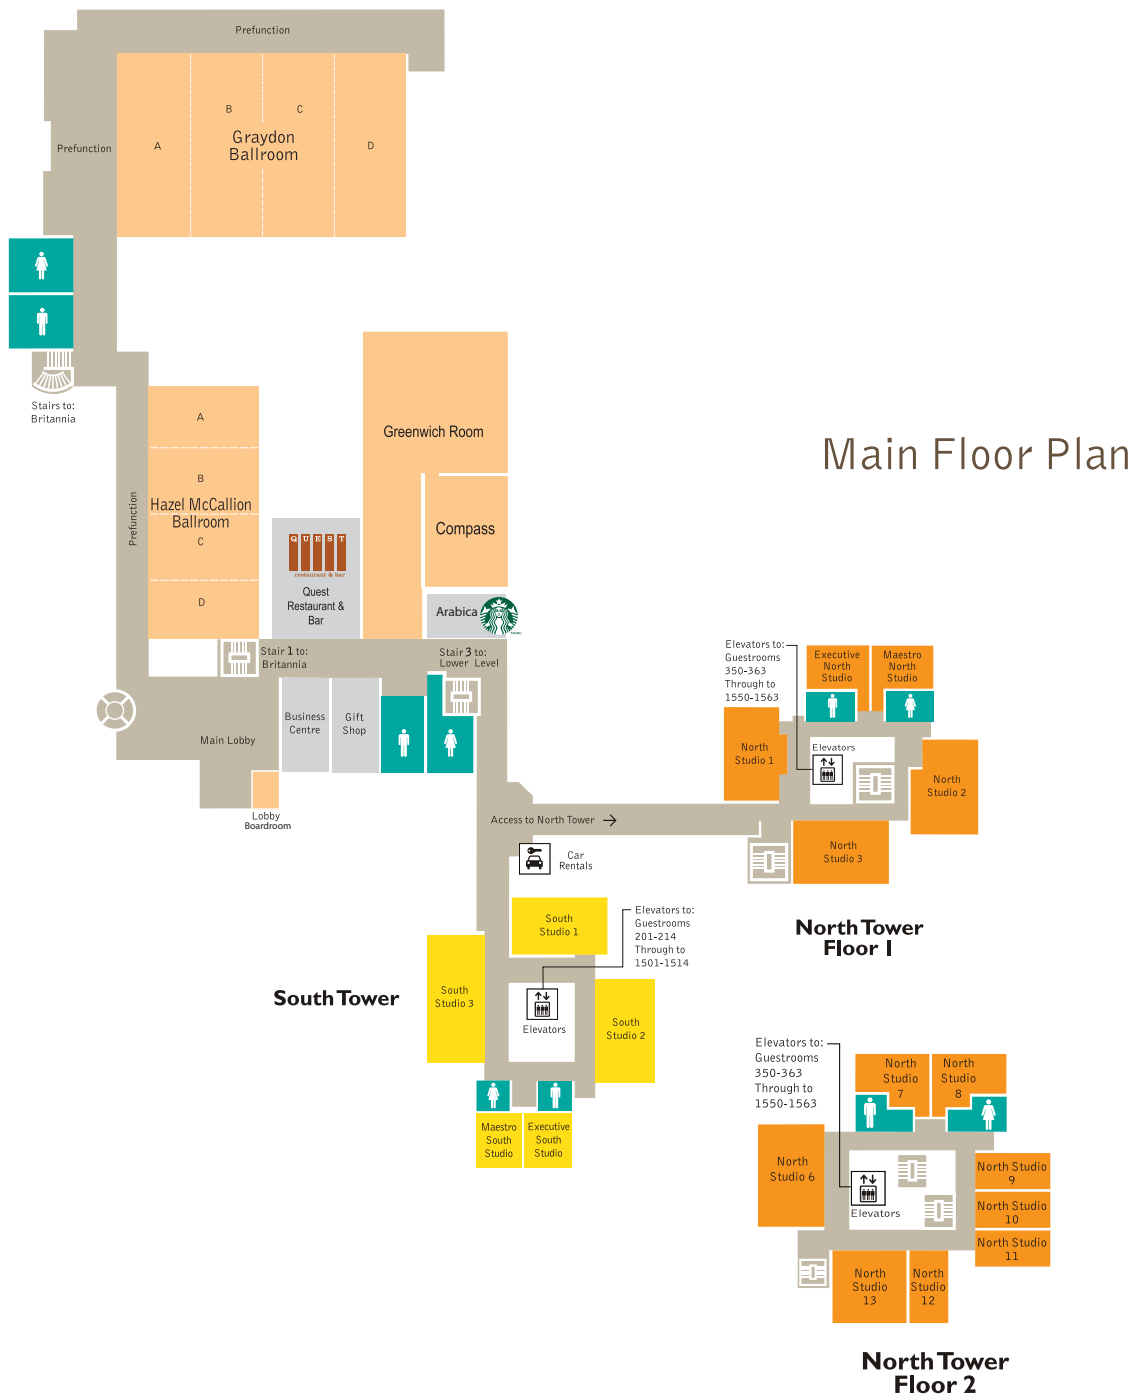 Prefunction
Prefunction
A
B
C
D
Graydon
Ballroom
Stairs to:
Britannia
Prefunction
A
B
Hazel McCallion
Ballroom
C
D
Greenwich Room
Compass
QUEST
restaurant & bar
Quest
Restaurant &
Bar
Arabica
Main Floor Plan
Stair 1 to:
Britannia
Stair 3 to:
Lower Level
Business
Centre
Gift
Shop
Main Lobby
Lobby
Boardroom
Access to North Tower →
Car
Rentals
Elevators to:
Guestrooms
350-363
Through to
1550-1563
Executive
North
Studio
Maestro
North
Studio
North
Studio 1
Elevators
North
Studio 2
North
Studio 3
North Tower
Floor 1
South
Studio 1
Elevators to:
Guestrooms
201-214
Through to
1501-1514
South Tower
South
Studio 3
Elevators
South
Studio 2
Maestro
South
Studio
Executive
South
Studio
Elevators to:
Guestrooms
350-363
Through to
1550-1563
North
Studio
7
North
Studio
8
North
Studio 6
Elevators
North Studio
9
North Studio
10
North Studio
11
North
Studio
13
North
Studio
12
North Tower
Floor 2